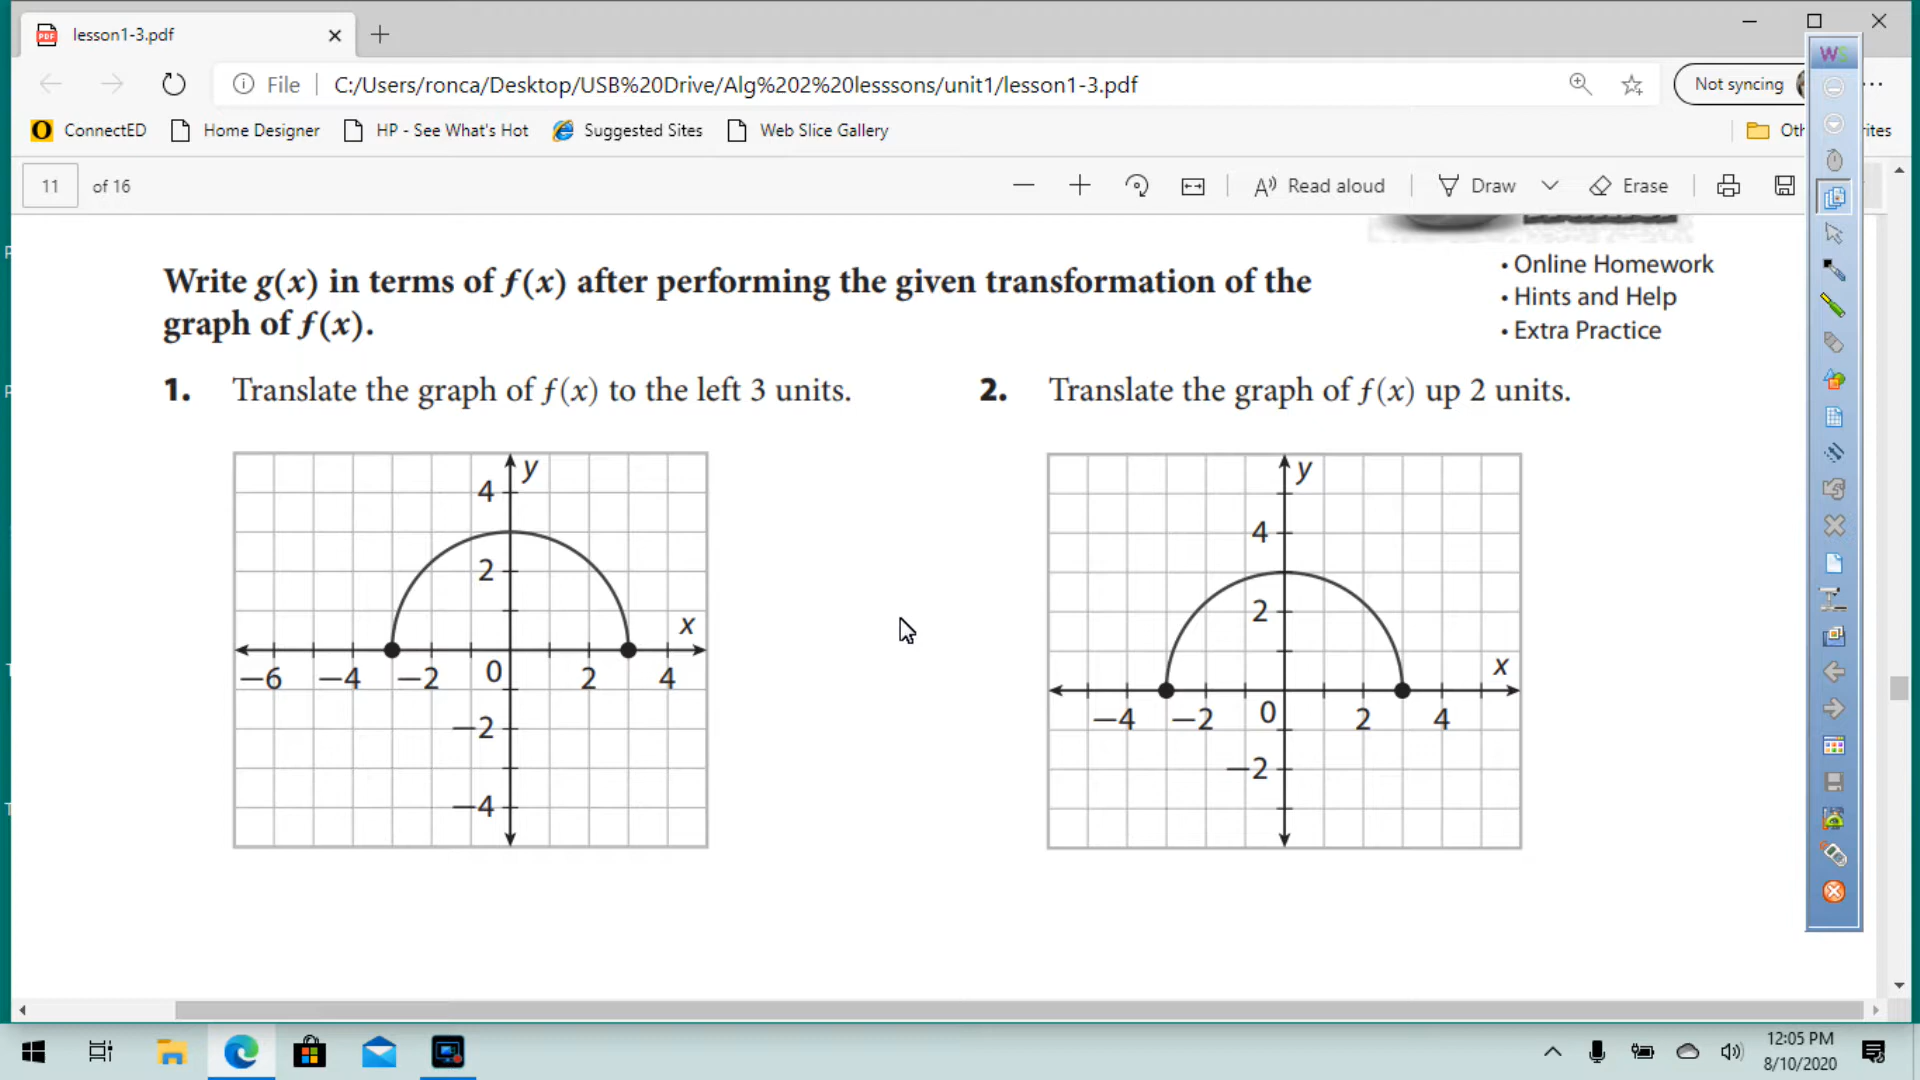 lesson1-3.pdf
File
C:/Users/ronca/Desktop/USB%20Drive/Alg%202%20lesssons/unit1/lesson1-3.pdf
Not syncing
ConnectED
Home Designer
HP - See What's Hot
Suggested Sites
Web Slice Gallery
11 of 16
Read aloud
Draw
Erase
Write g(x) in terms of f(x) after performing the given transformation of the
graph of f(x).
• Online Homework
• Hints and Help
• Extra Practice
1. Translate the graph of f(x) to the left 3 units.
y
4
2
x
−6 −4 −2 0 2 4
−2
−4
2. Translate the graph of f(x) up 2 units.
y
4
2
x
−4 −2 0 2 4
−2
12:05 PM
8/10/2020